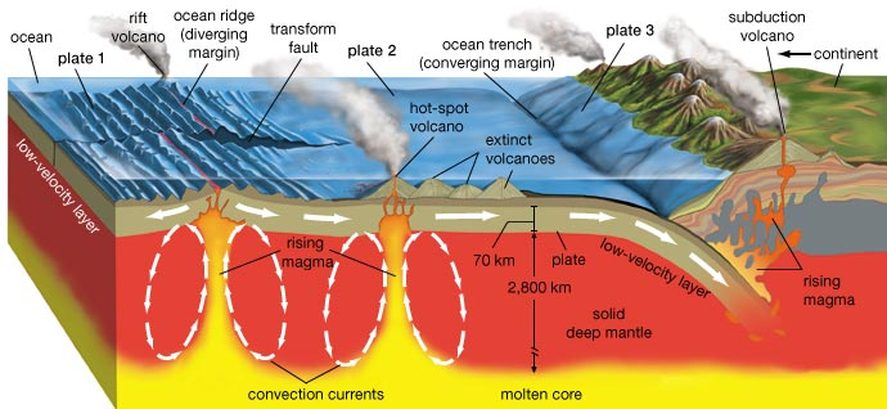 ocean
plate 1
rift
volcano
ocean ridge
(diverging
margin)
transform
fault
plate 2
ocean trench
(converging margin)
plate 3
subduction
volcano
continent
hot-spot
volcano
extinct
volcanoes
low-velocity layer
rising
magma
70 km
plate
low-velocity layer
2,800 km
rising
magma
solid
deep mantle
convection currents
molten core